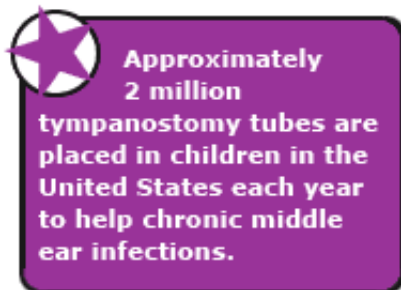 Approximately
2 million
tympanostomy tubes are
placed in children in the
United States each year
to help chronic middle
ear infections.